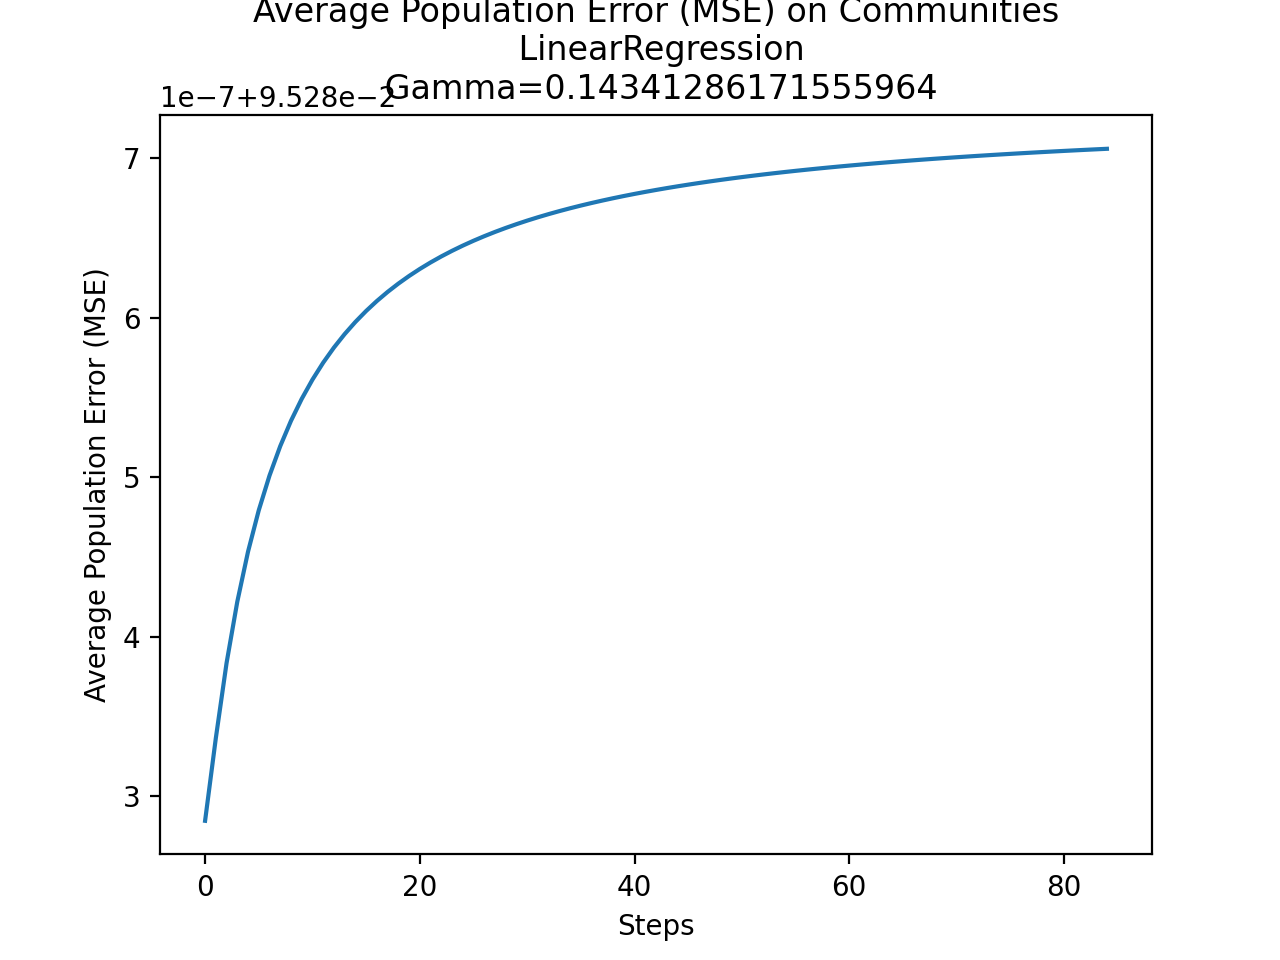 Average Population Error (MSE) on Communities
LinearRegression
Gamma=0.14341286171555964
1e−7+9.528e−2
7
6
5
4
3
Average Population Error (MSE)
0 20 40 60 80
Steps